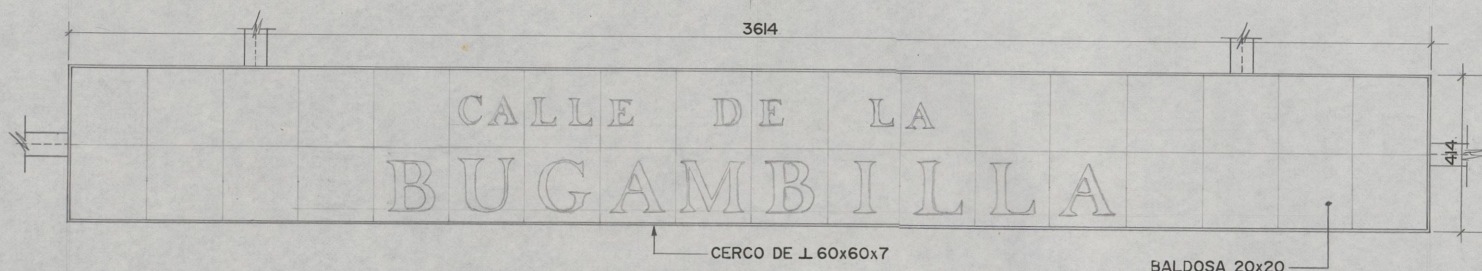 3614
CALLE DE LA
414
BUGAMBILLA
CERCO DE ⊥ 60x60x7
BALDOSA 20x20